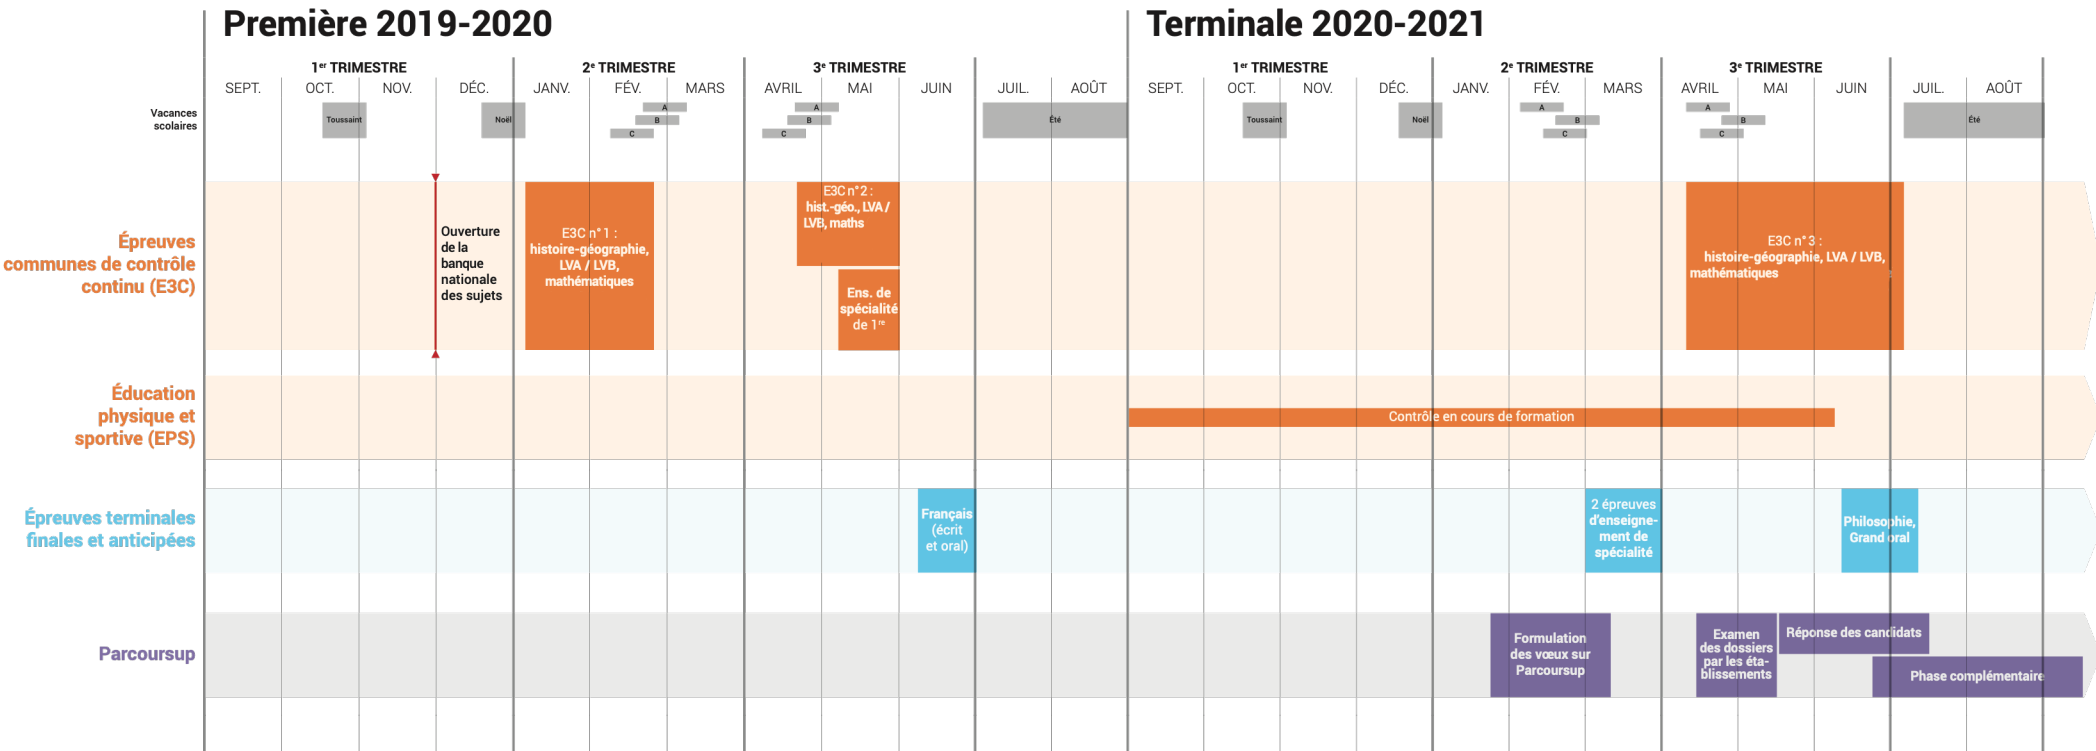 Première 2019-2020
Terminale 2020-2021
1er TRIMESTRE
2e TRIMESTRE
3e TRIMESTRE
1er TRIMESTRE
2e TRIMESTRE
3e TRIMESTRE
SEPT.
OCT.
NOV.
DÉC.
JANV.
FÉV.
MARS
AVRIL
MAI
JUIN
JUIL.
AOÛT
SEPT.
OCT.
NOV.
DÉC.
JANV.
FÉV.
MARS
AVRIL
MAI
JUIN
JUIL.
AOÛT
Vacances
scolaires
Toussaint
Noël
A
B
C
A
B
C
Été
Toussaint
Noël
A
B
C
A
B
C
Été
Épreuves
communes de contrôle
continu (E3C)
Ouverture
de la
banque
nationale
des sujets
E3C n° 1 :
histoire-géographie,
LVA / LVB,
mathématiques
E3C n° 2 :
hist.-géo., LVA /
LVB, maths
Ens. de
spécialité
de 1re
E3C n° 3 :
histoire-géographie, LVA / LVB,
mathématiques
Éducation
physique et
sportive (EPS)
Contrôle en cours de formation
Épreuves terminales
finales et anticipées
Français
(écrit
et oral)
2 épreuves
d'enseigne-
ment de
spécialité
Philosophie,
Grand oral
Parcoursup
Formulation
des vœux sur
Parcoursup
Examen
des dossiers
par les éta-
blissements
Réponse des candidats
Phase complémentaire